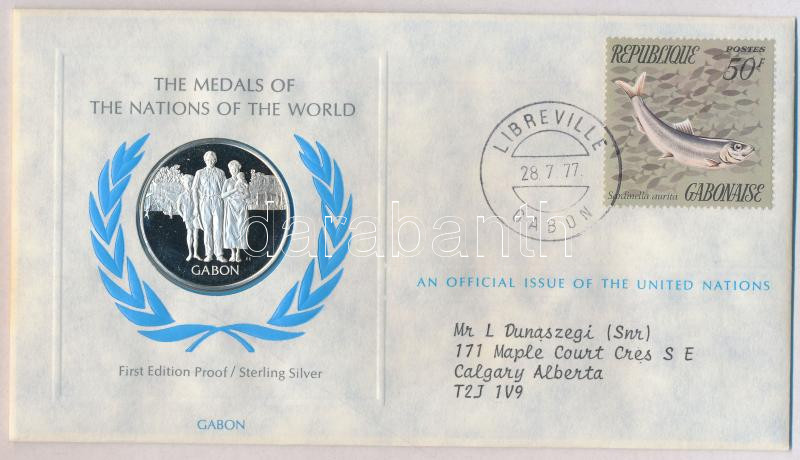 THE MEDALS OF
THE NATIONS OF THE WORLD
GABON
First Edition Proof / Sterling Silver
GABON
LIBREVILLE
28.7.77.
GABON
REPUBLIQUE
POSTES
50F
Sardinella aurita
GABONAISE
AN OFFICIAL ISSUE OF THE UNITED NATIONS
Mr L Dunaszegi (Snr)
171 Maple Court Cres S E
Calgary Alberta
T2J 1V9
darabanth